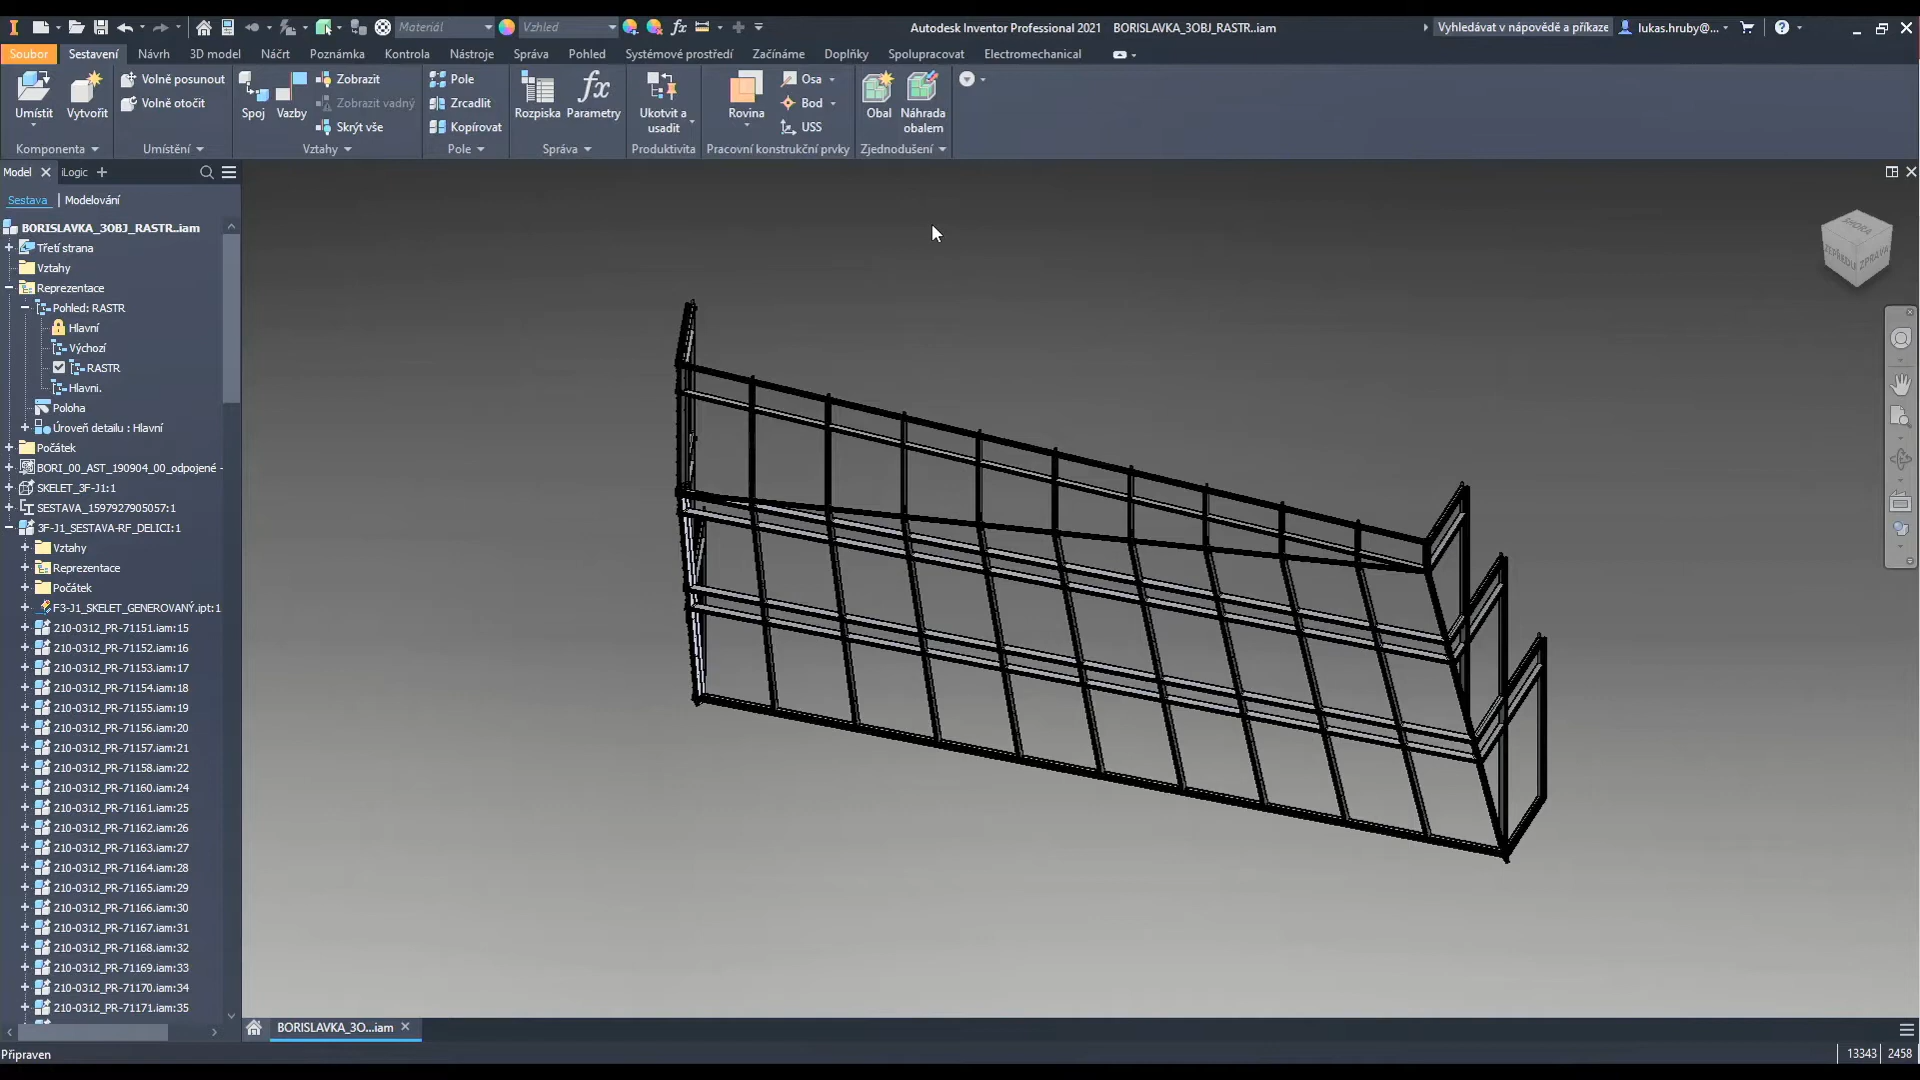 Materiál
Vzhled
Autodesk Inventor Professional 2021 BORISLAVKA_3OBJ_RASTR..iam
Vyhledávat v nápovědě a příkaze
lukas.hruby@...
Soubor
Sestavení
Návrh
3D model
Náčrt
Poznámka
Kontrola
Nástroje
Správa
Pohled
Systémové prostředí
Začínáme
Doplňky
Spolupracovat
Electromechanical
Umístit
Vytvořit
Volně posunout
Volně otočit
Spoj
Vazby
Zobrazit
Zobrazit vadný
Skrýt vše
Pole
Zrcadlit
Kopírovat
Rozpiska
Parametry
Ukotvit a
usadit
Rovina
Osa
Bod
USS
Obal
Náhrada
obalem
Komponenta
Umístění
Vztahy
Pole
Správa
Produktivita
Pracovní konstrukční prvky
Zjednodušení
Model
iLogic
Sestava
Modelování
BORISLAVKA_3OBJ_RASTR..iam
Třetí strana
Vztahy
Reprezentace
Pohled: RASTR
Hlavní
Výchozí
RASTR
Hlavni.
Poloha
Úroveň detailu : Hlavní
Počátek
BORI_00_AST_190904_00_odpojené -
SKELET_3F-J1:1
SESTAVA_1597927905057:1
3F-J1_SESTAVA-RF_DELICI:1
Vztahy
Reprezentace
Počátek
F3-J1_SKELET_GENEROVANÝ.ipt:1
210-0312_PR-71151.iam:15
210-0312_PR-71152.iam:16
210-0312_PR-71153.iam:17
210-0312_PR-71154.iam:18
210-0312_PR-71155.iam:19
210-0312_PR-71156.iam:20
210-0312_PR-71157.iam:21
210-0312_PR-71158.iam:22
210-0312_PR-71160.iam:24
210-0312_PR-71161.iam:25
210-0312_PR-71162.iam:26
210-0312_PR-71163.iam:27
210-0312_PR-71164.iam:28
210-0312_PR-71165.iam:29
210-0312_PR-71166.iam:30
210-0312_PR-71167.iam:31
210-0312_PR-71168.iam:32
210-0312_PR-71169.iam:33
210-0312_PR-71170.iam:34
210-0312_PR-71171.iam:35
SHORA
ZEPŘEDU
ZPRAVA
BORISLAVKA_3O...iam
Připraven
13343
2458